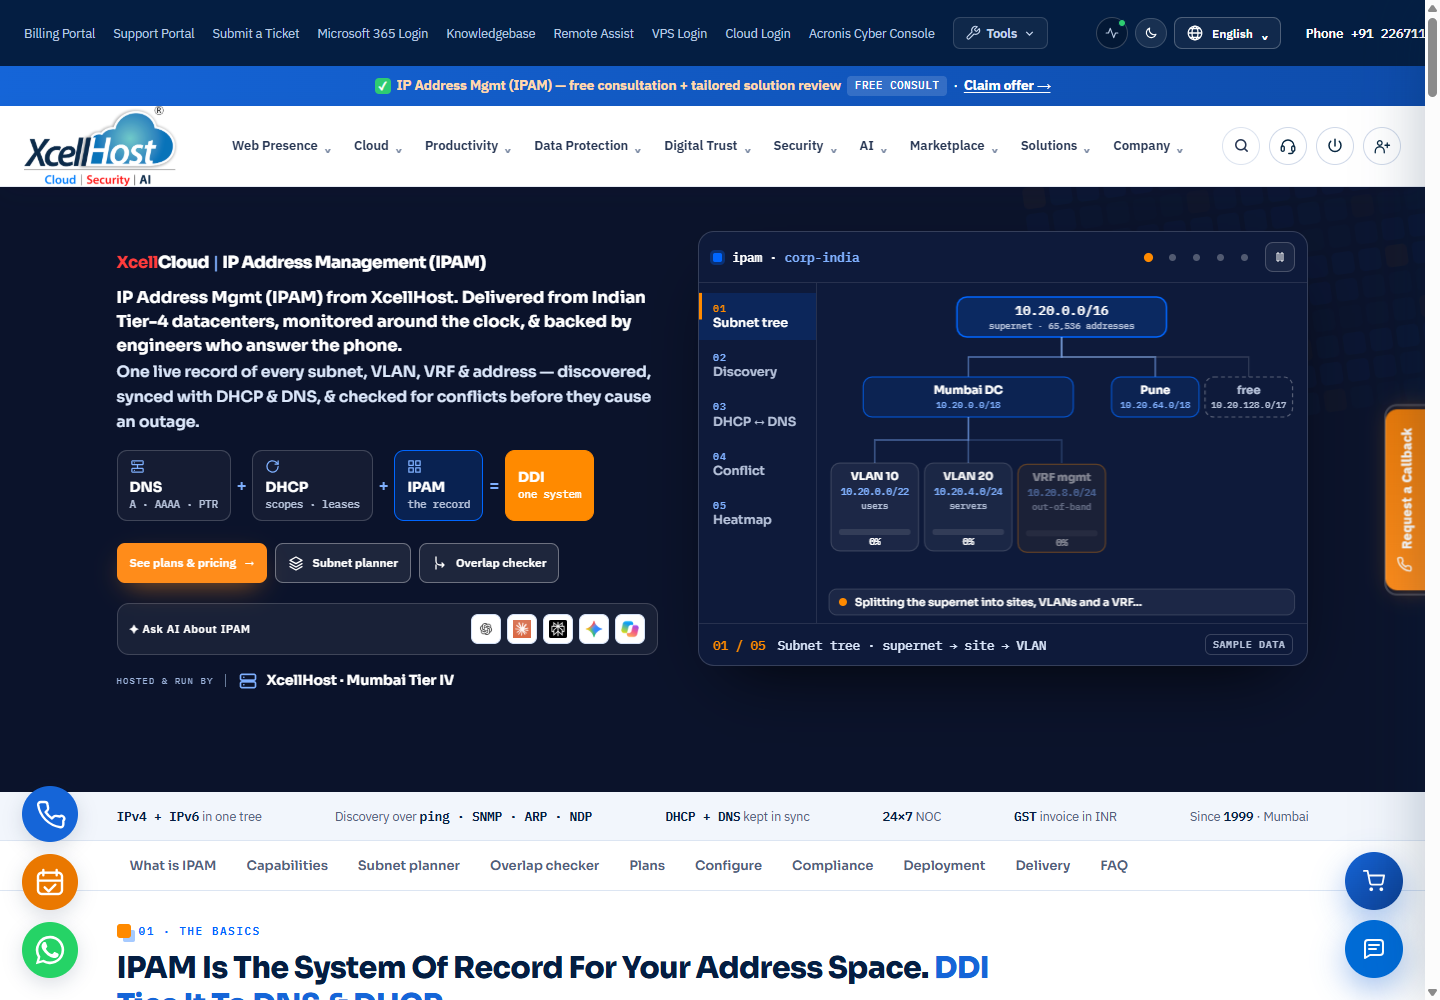 Billing Portal Support Portal Submit a Ticket Microsoft 365 Login Knowledgebase Remote Assist VPS Login Cloud Login Acronis Cyber Console Tools English Phone +91 226711
IP Address Mgmt (IPAM) — free consultation + tailored solution review FREE CONSULT · Claim offer →
XcellHost ®
Cloud | Security | AI
Web Presence Cloud Productivity Data Protection Digital Trust Security AI Marketplace Solutions Company
XcellCloud | IP Address Management (IPAM)
IP Address Mgmt (IPAM) from XcellHost. Delivered from Indian
Tier-4 datacenters, monitored around the clock, & backed by
engineers who answer the phone.
One live record of every subnet, VLAN, VRF & address — discovered,
synced with DHCP & DNS, & checked for conflicts before they cause
an outage.
DNS
A · AAAA · PTR
+
DHCP
scopes · leases
+
IPAM
the record
=
DDI
one system
See plans & pricing →
Subnet planner
Overlap checker
✦ Ask AI About IPAM
HOSTED & RUN BY | XcellHost · Mumbai Tier IV
ipam · corp-india
01
Subnet tree
02
Discovery
03
DHCP ↔ DNS
04
Conflict
05
Heatmap
10.20.0.0/16
supernet · 65,536 addresses
Mumbai DC
10.20.0.0/18
Pune
10.20.64.0/18
free
10.20.128.0/17
VLAN 10
10.20.0.0/22
users
0%
VLAN 20
10.20.4.0/24
servers
0%
VRF mgmt
10.20.8.0/24
out-of-band
0%
Splitting the supernet into sites, VLANs and a VRF...
01 / 05 Subnet tree · supernet → site → VLAN SAMPLE DATA
Request a Callback
IPv4 + IPv6 in one tree
Discovery over ping · SNMP · ARP · NDP
DHCP + DNS kept in sync
24×7 NOC
GST invoice in INR
Since 1999 · Mumbai
What is IPAM Capabilities Subnet planner Overlap checker Plans Configure Compliance Deployment Delivery FAQ
01 · THE BASICS
IPAM Is The System Of Record For Your Address Space. DDI
Ties It To DNS & DHCP